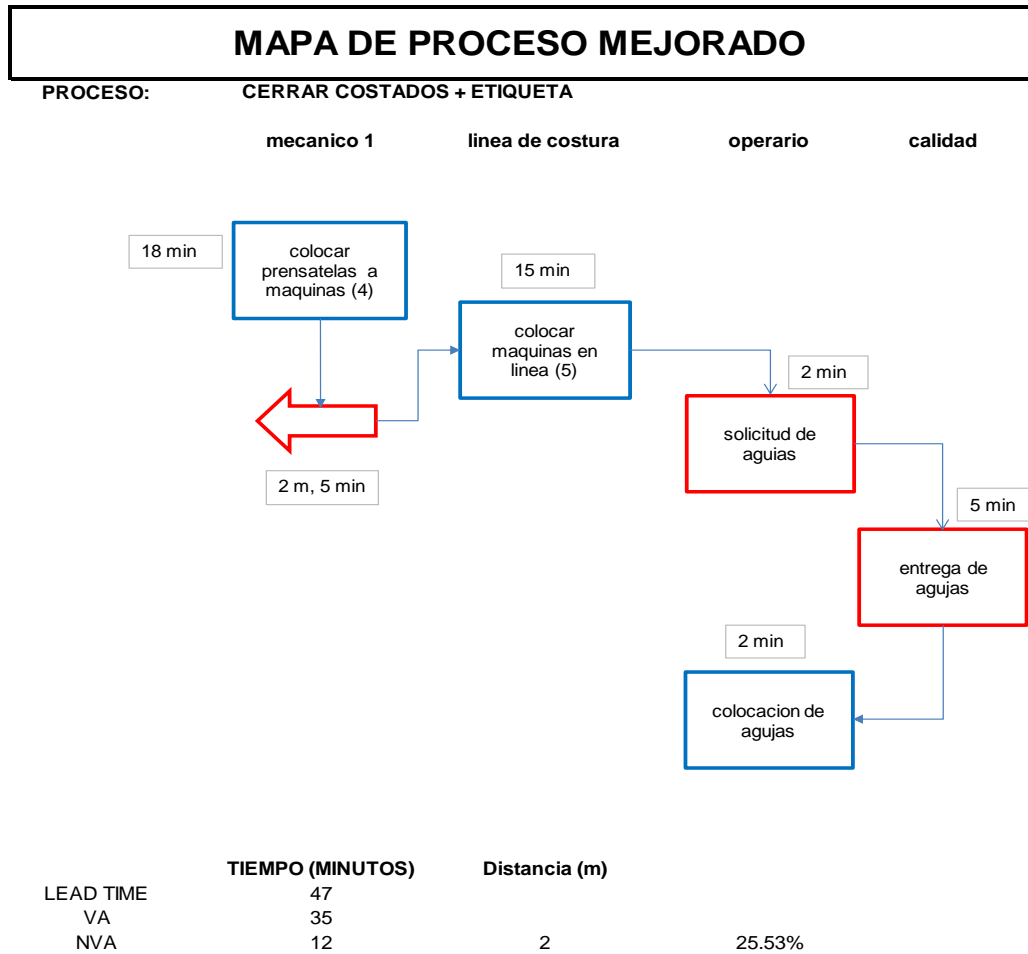 MAPA DE PROCESO MEJORADO
PROCESO: CERRAR COSTADOS + ETIQUETA
mecanico 1 linea de costura operario calidad
18 min
colocar
prensatelas a
maquinas (4)
15 min
colocar
maquinas en
linea (5)
2 min
solicitud de
aguias
2 m, 5 min
5 min
entrega de
agujas
2 min
colocacion de
agujas
TIEMPO (MINUTOS) Distancia (m)
LEAD TIME 47
VA 35
NVA 12 2 25.53%